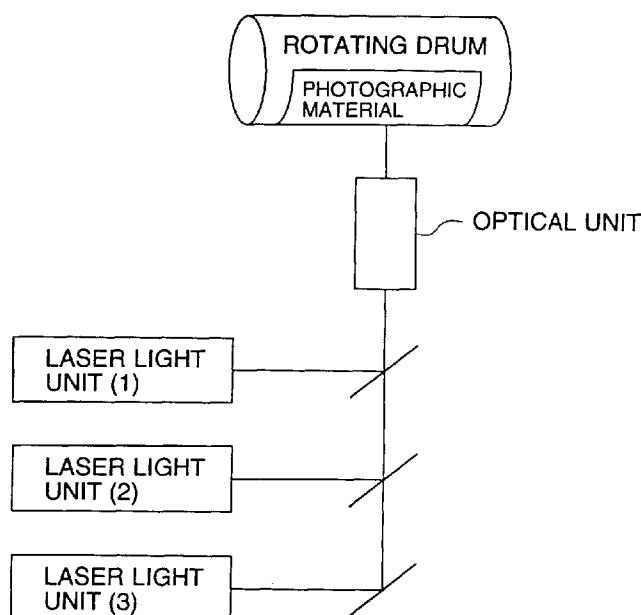 ROTATING DRUM
PHOTOGRAPHIC
MATERIAL
OPTICAL UNIT
LASER LIGHT
UNIT (1)
LASER LIGHT
UNIT (2)
LASER LIGHT
UNIT (3)